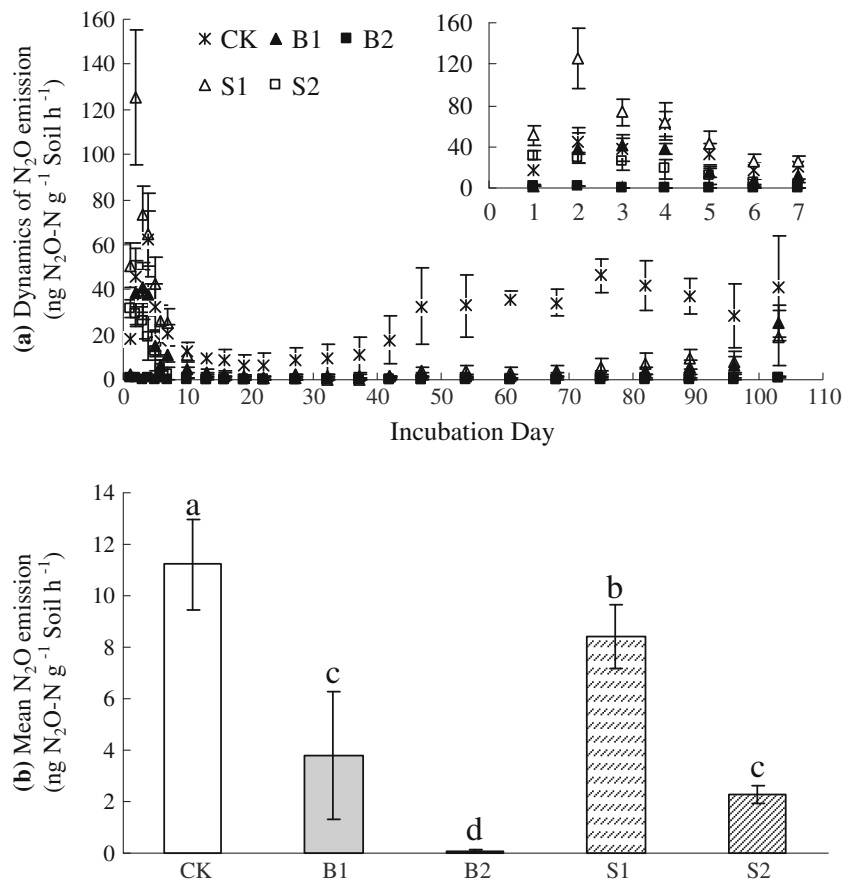 (a) Dynamics of N₂O emission
(ng N₂O-N g⁻¹ Soil h⁻¹)
160
140
120
100
80
60
40
20
0
CK B1 B2
S1 S2
160
120
80
40
0
0 1 2 3 4 5 6 7
0 10 20 30 40 50 60 70 80 90 100 110
Incubation Day
(b) Mean N₂O emission
(ng N₂O-N g⁻¹ Soil h⁻¹)
14
12
10
8
6
4
2
0
a
c
d
b
c
CK B1 B2 S1 S2